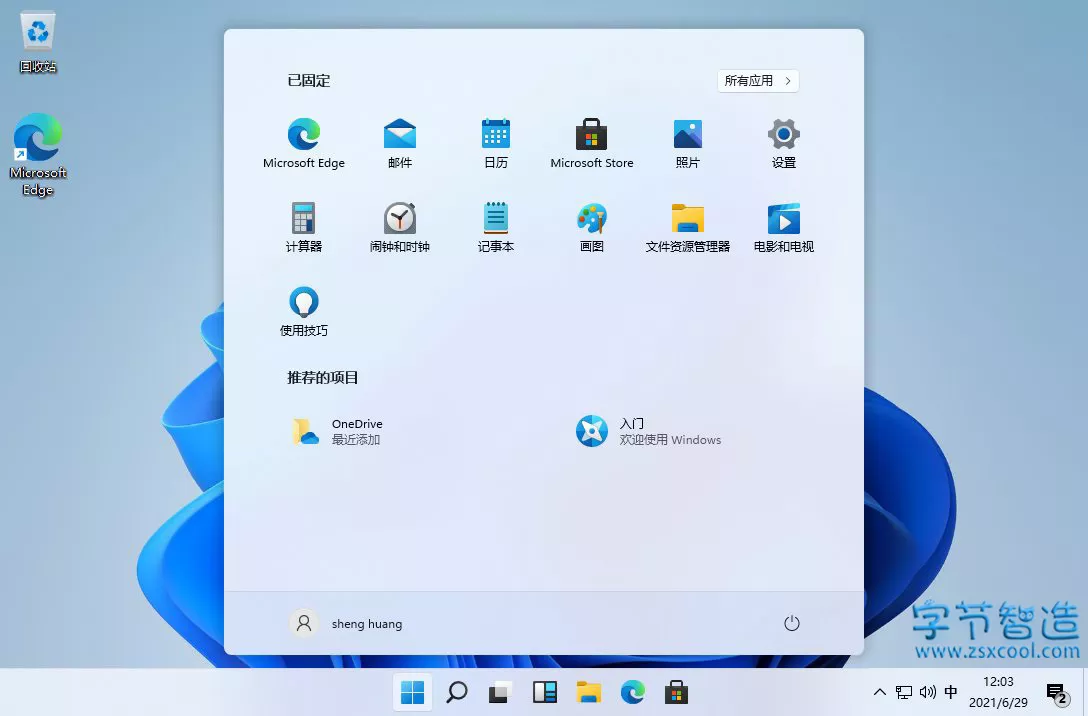 回收站
Microsoft
Edge
已固定
所有应用
Microsoft Edge
邮件
日历
Microsoft Store
照片
设置
计算器
闹钟和时钟
记事本
画图
文件资源管理器
电影和电视
使用技巧
推荐的项目
OneDrive
最近添加
入门
欢迎使用 Windows
sheng huang
字节智造
www.zsxcool.com
中
12:03
2021/6/29
2